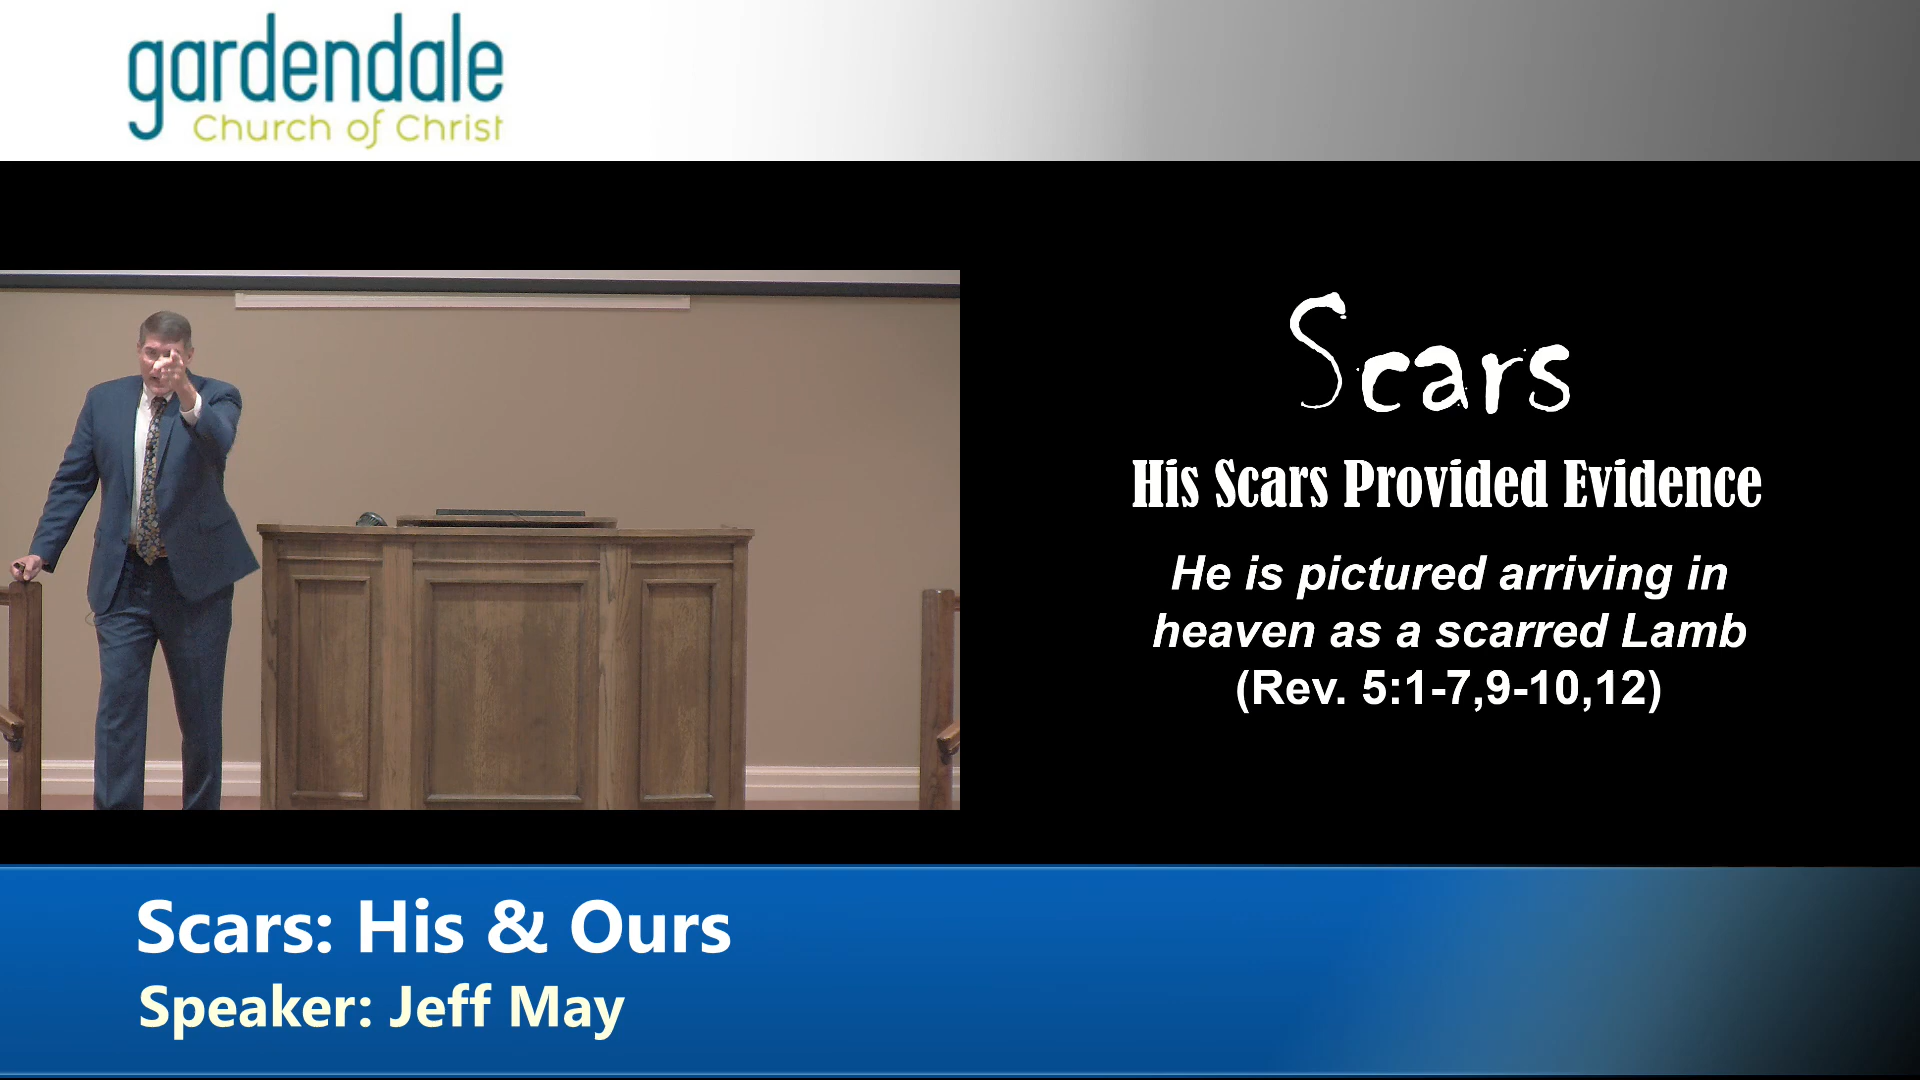 gardendale
Church of Christ
Scars
His Scars Provided Evidence
He is pictured arriving in
heaven as a scarred Lamb
(Rev. 5:1-7,9-10,12)
Scars: His & Ours
Speaker: Jeff May